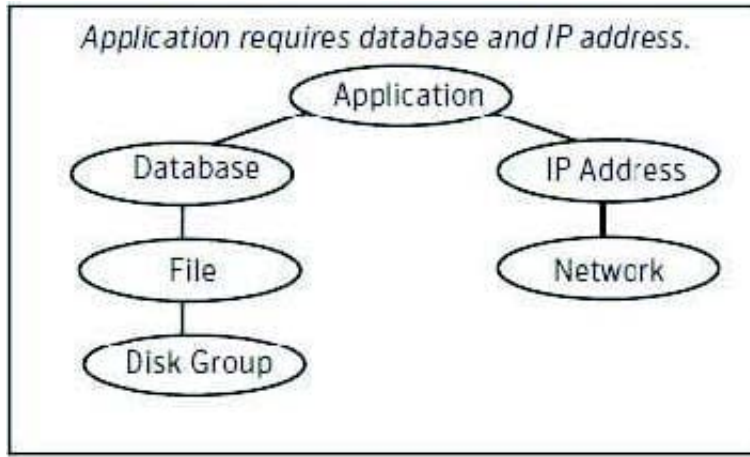 Application requires database and IP address.
Application
Database
IP Address
File
Network
Disk Group